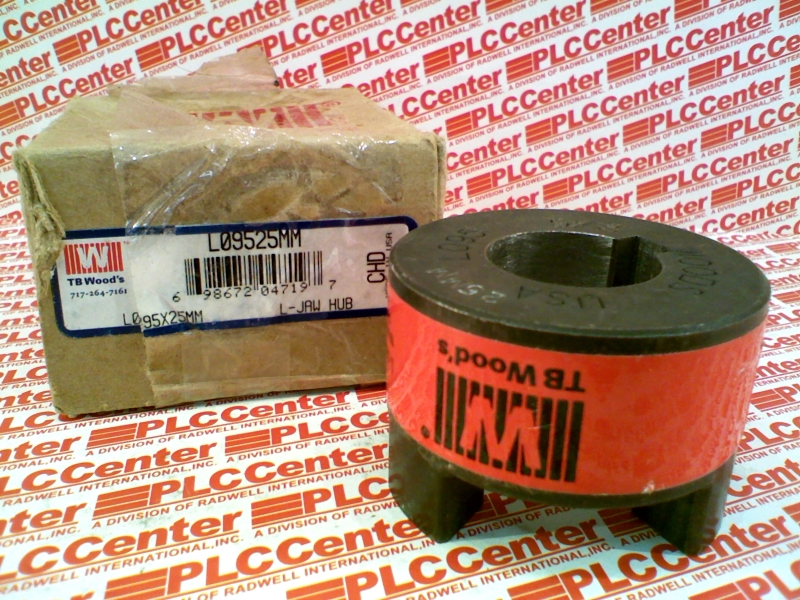 L09525MM
TB Wood's
717-264-7161
6 98672 04719 7
CHD
L095X25MM
L-JAW HUB
L095
USA
TB Wood's
W
PLCCenter
A DIVISION OF RADWELL INTERNATIONAL, INC.